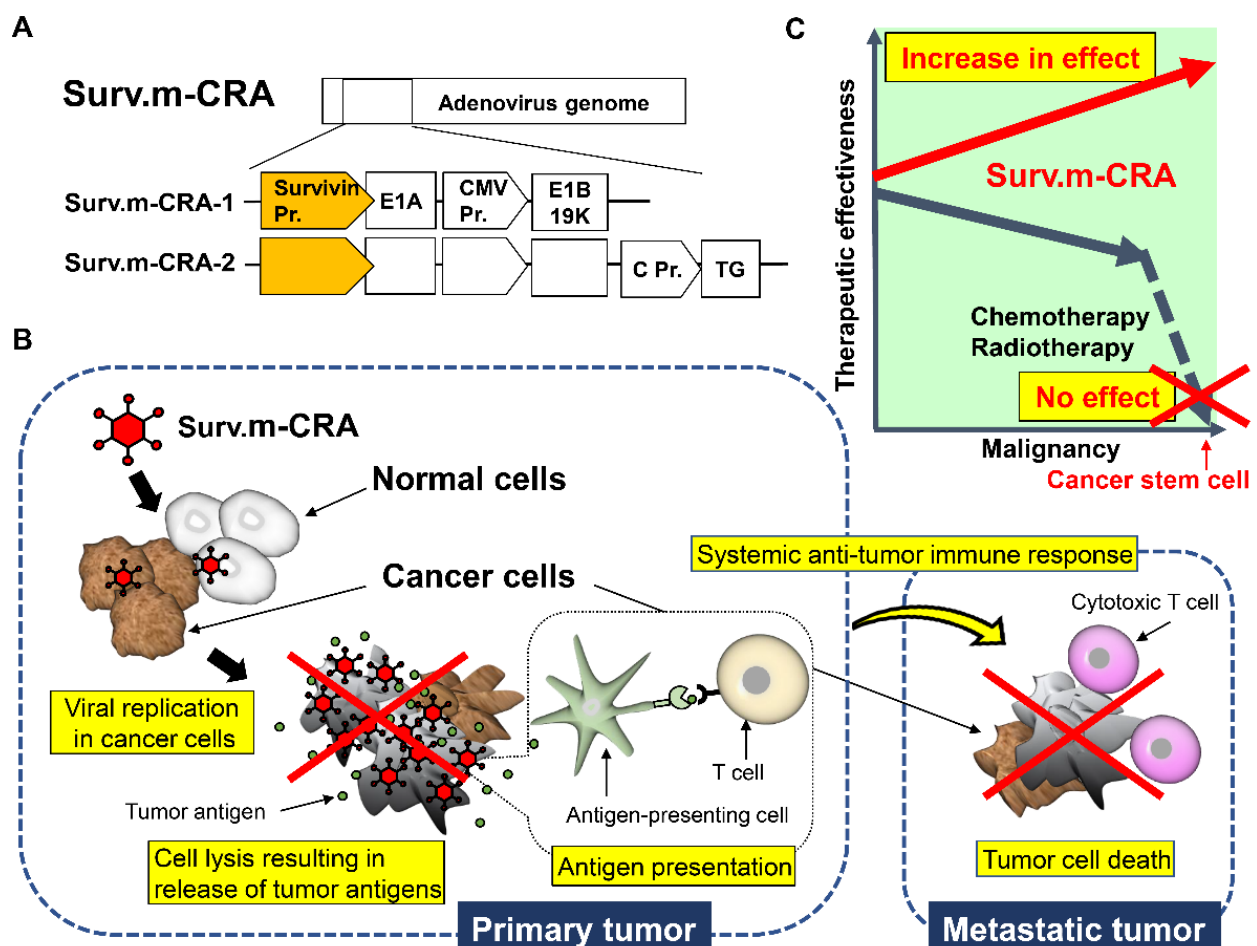 A
Surv.m-CRA
Adenovirus genome
Surv.m-CRA-1
Survivin
Pr.
E1A
CMV
Pr.
E1B
19K
Surv.m-CRA-2
C Pr.
TG
B
Surv.m-CRA
Normal cells
Cancer cells
Viral replication
in cancer cells
Tumor antigen
Cell lysis resulting in
release of tumor antigens
Antigen-presenting cell
T cell
Antigen presentation
Primary tumor
Systemic anti-tumor immune response
Cytotoxic T cell
Tumor cell death
Metastatic tumor
C
Therapeutic effectiveness
Increase in effect
Surv.m-CRA
Chemotherapy
Radiotherapy
No effect
Malignancy
Cancer stem cell